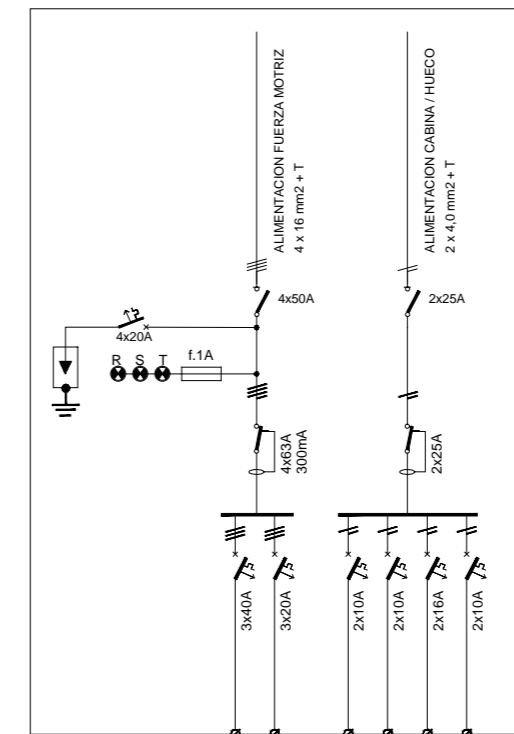 ALIMENTACION FUERZA MOTRIZ
4 x 16 mm2 + T
ALIMENTACION CABINA / HUECO
2 x 4,0 mm2 + T
4x50A
2x25A
4x20A
R S T
f.1A
4x63A
300mA
2x25A
3x40A
3x20A
2x10A
2x10A
2x16A
2x10A